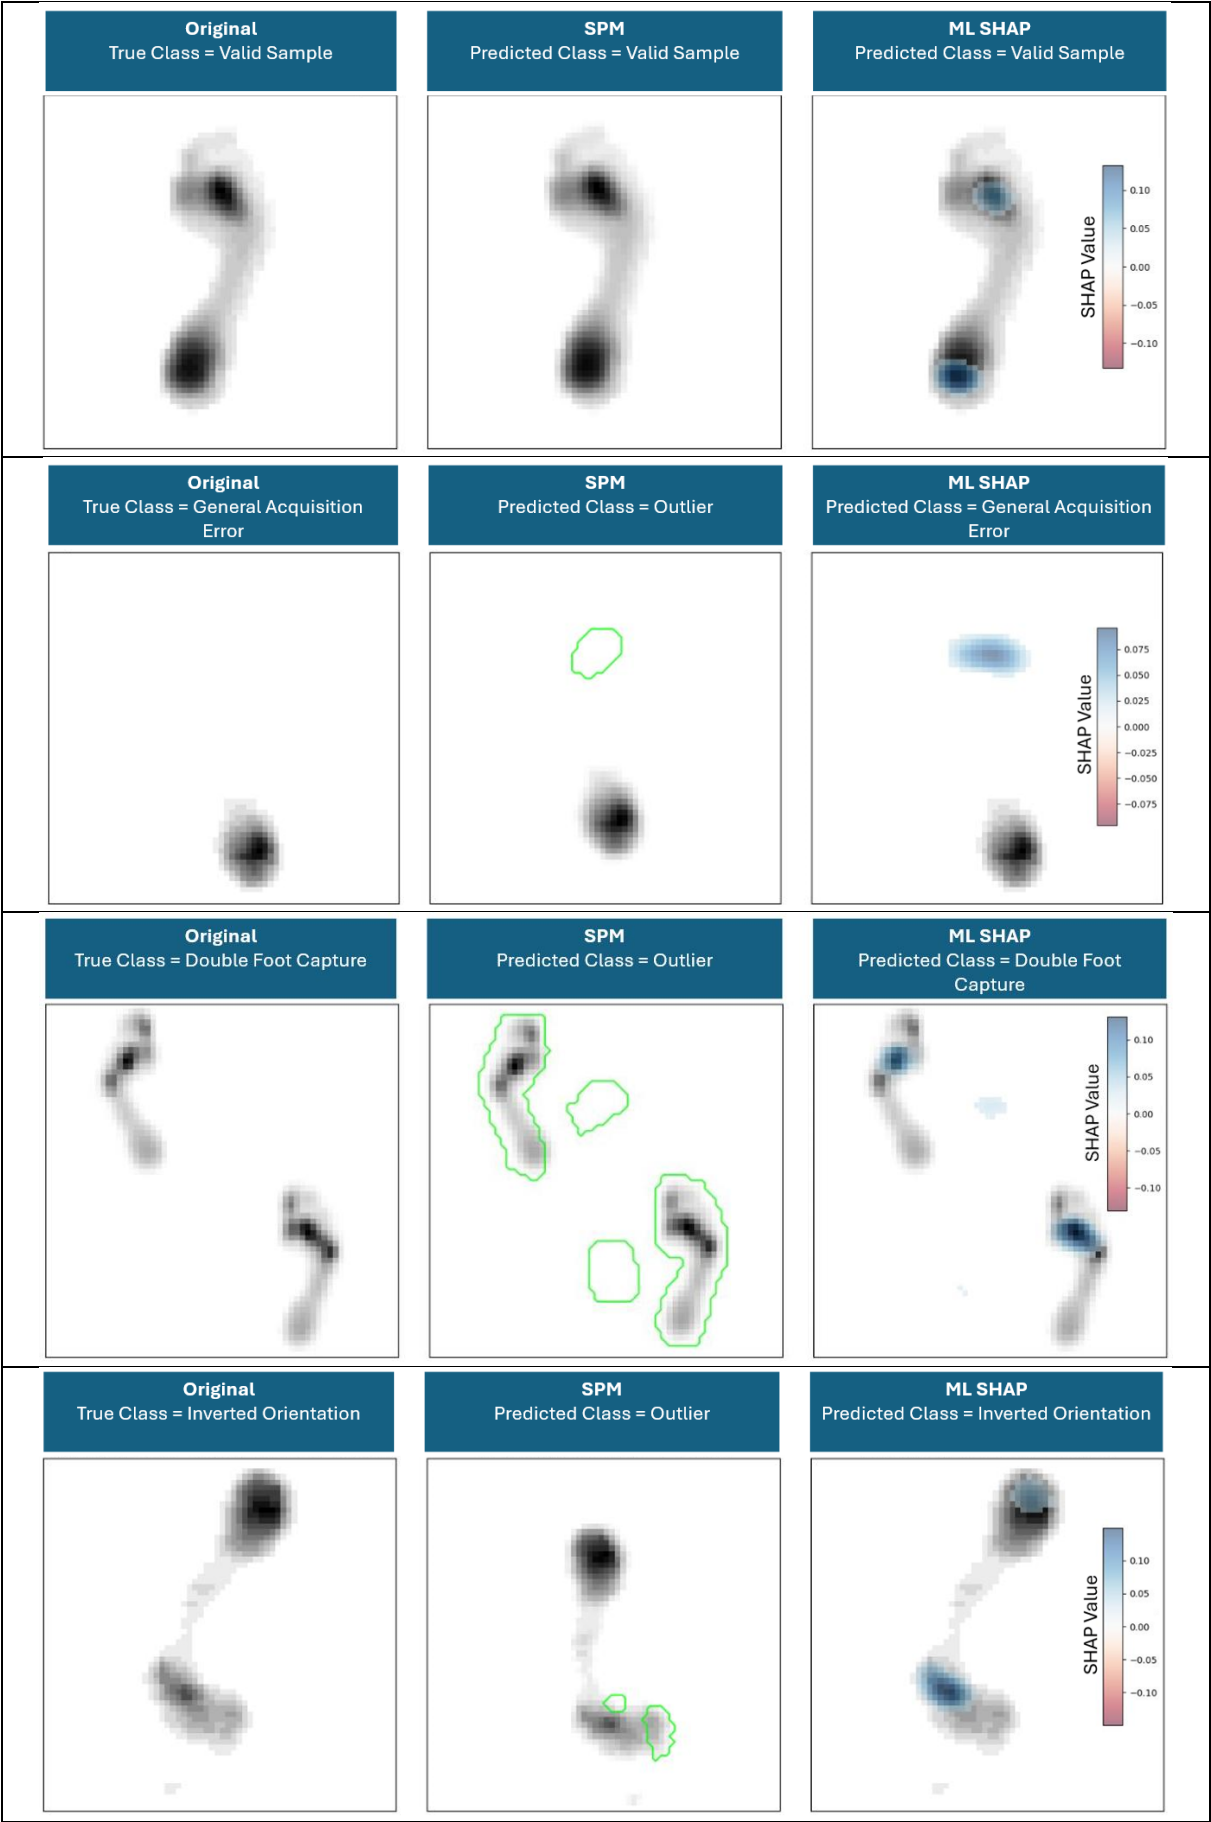 Original
True Class = Valid Sample
SPM
Predicted Class = Valid Sample
ML SHAP
Predicted Class = Valid Sample
SHAP Value
0.10
0.05
0.00
−0.05
−0.10
Original
True Class = General Acquisition
Error
SPM
Predicted Class = Outlier
ML SHAP
Predicted Class = General Acquisition
Error
SHAP Value
0.075
0.050
0.025
0.000
−0.025
−0.050
−0.075
Original
True Class = Double Foot Capture
SPM
Predicted Class = Outlier
ML SHAP
Predicted Class = Double Foot
Capture
SHAP Value
0.10
0.05
0.00
−0.05
−0.10
Original
True Class = Inverted Orientation
SPM
Predicted Class = Outlier
ML SHAP
Predicted Class = Inverted Orientation
SHAP Value
0.10
0.05
0.00
−0.05
−0.10